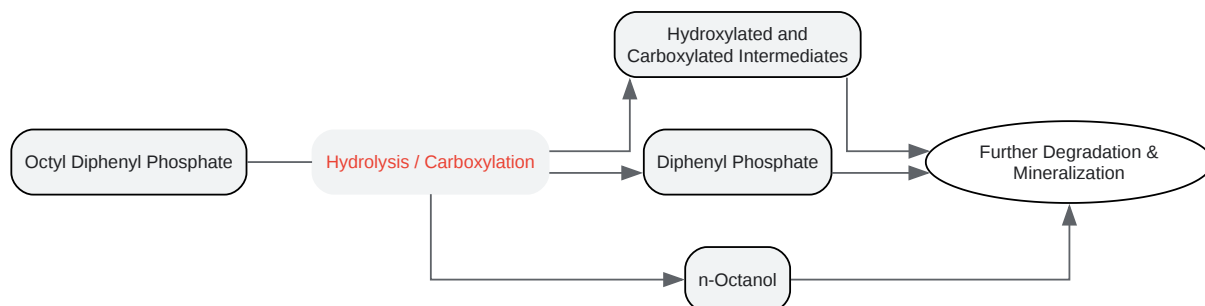 Hydroxylated and
Carboxylated Intermediates
Octyl Diphenyl Phosphate
Hydrolysis / Carboxylation
Diphenyl Phosphate
Further Degradation &
Mineralization
n-Octanol